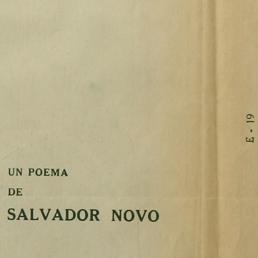 UN POEMA
DE
SALVADOR NOVO
E - 19